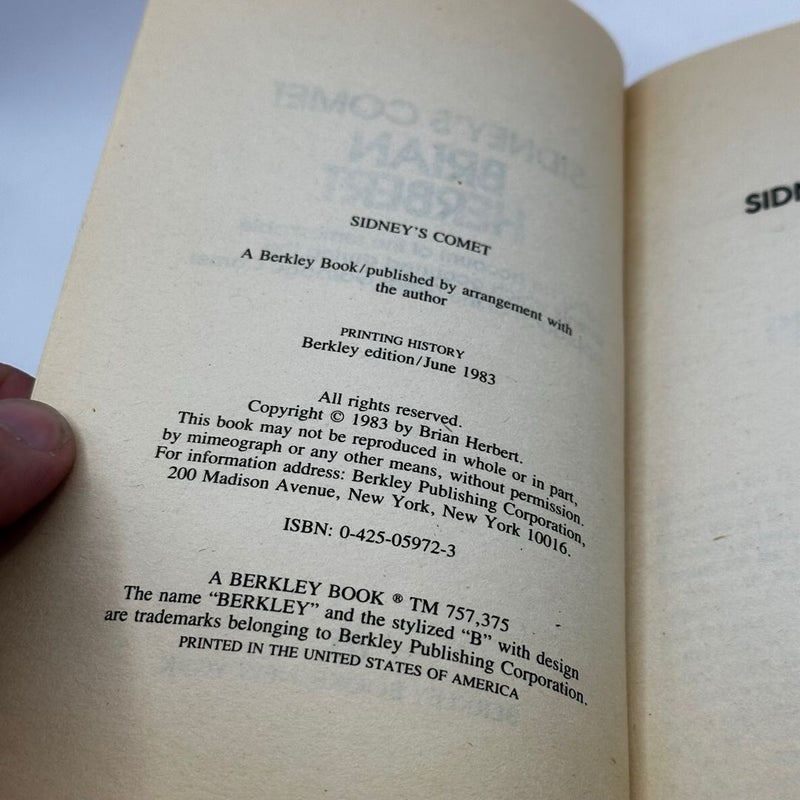 SIDNEY'S COMET
A Berkley Book/published by arrangement with
the author
PRINTING HISTORY
Berkley edition/June 1983
All rights reserved.
Copyright © 1983 by Brian Herbert.
This book may not be reproduced in whole or in part,
by mimeograph or any other means, without permission.
For information address: Berkley Publishing Corporation,
200 Madison Avenue, New York, New York 10016.
ISBN: 0-425-05972-3
A BERKLEY BOOK ® TM 757,375
The name "BERKLEY" and the stylized "B" with design
are trademarks belonging to Berkley Publishing Corporation.
PRINTED IN THE UNITED STATES OF AMERICA
SIDN